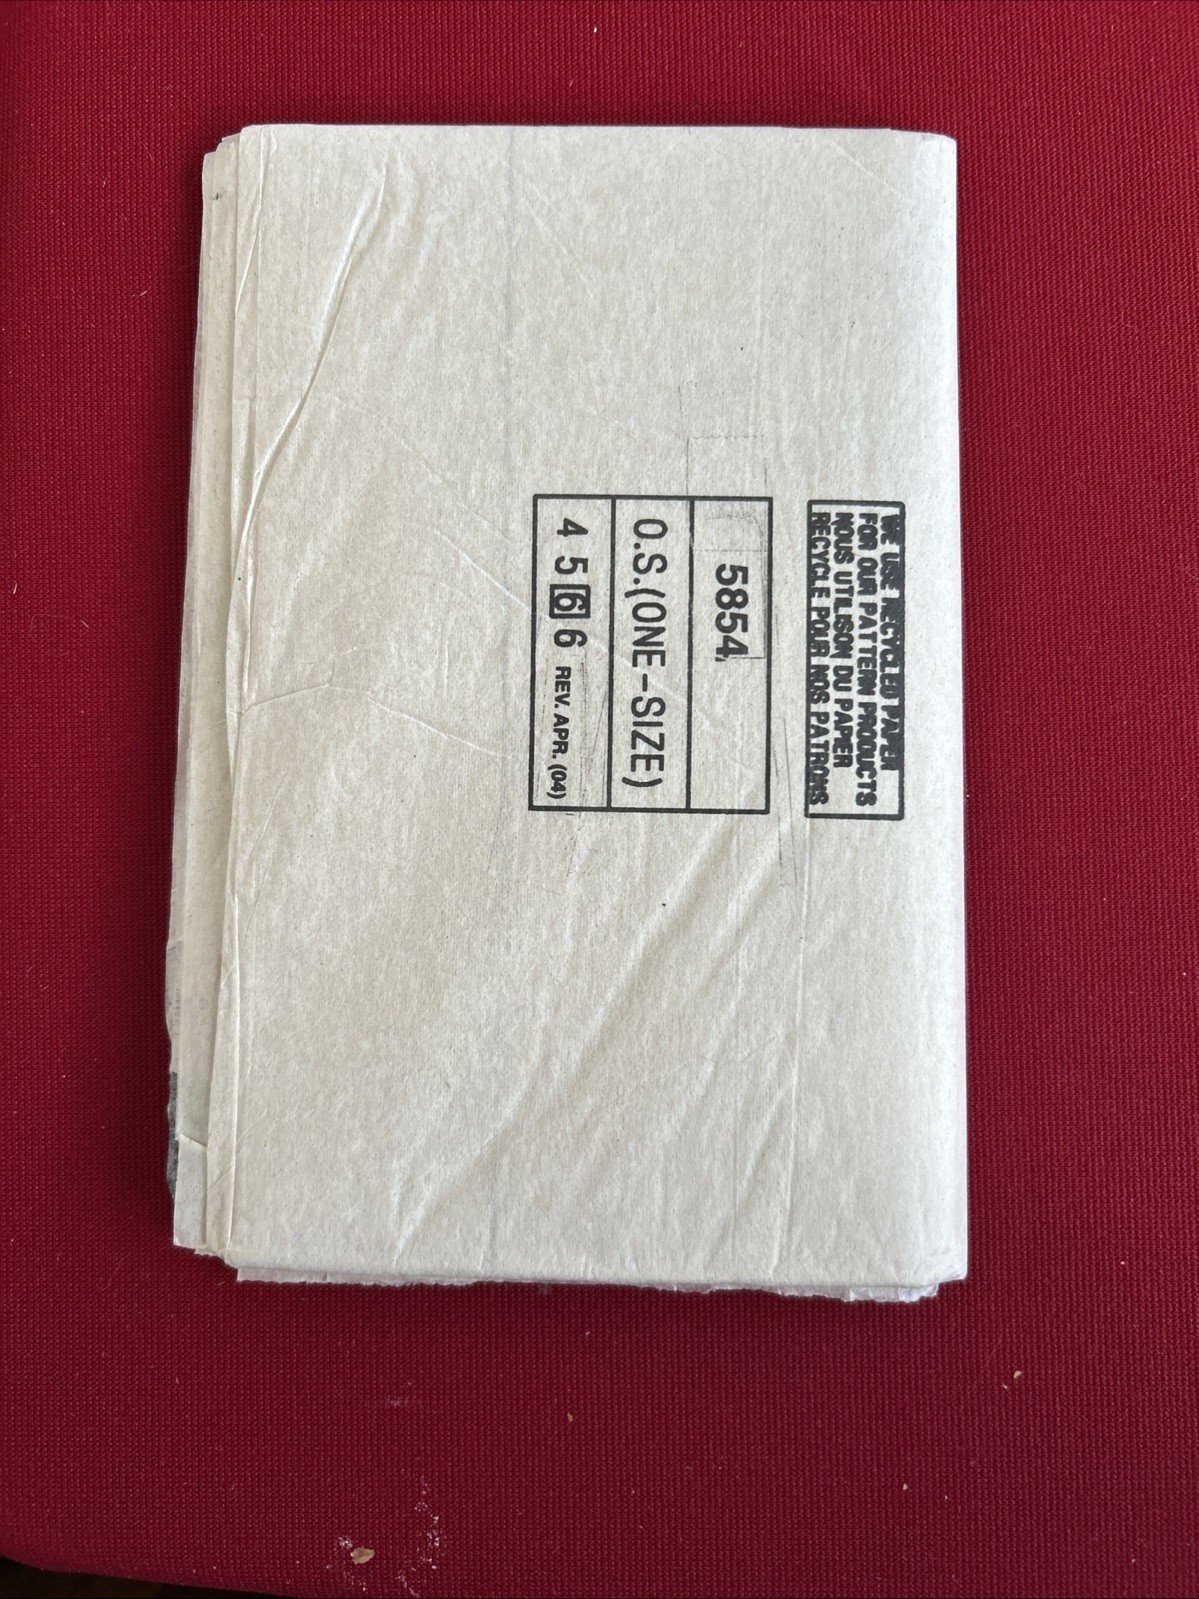 WE USE RECYCLED PAPER
FOR OUR PATTERN PRODUCTS
NOUS UTILISON DU PAPIER
RECYCLE POUR NOS PATRONS
5854
O.S.(ONE-SIZE)
4 5 6 6 REV. APR. (04)